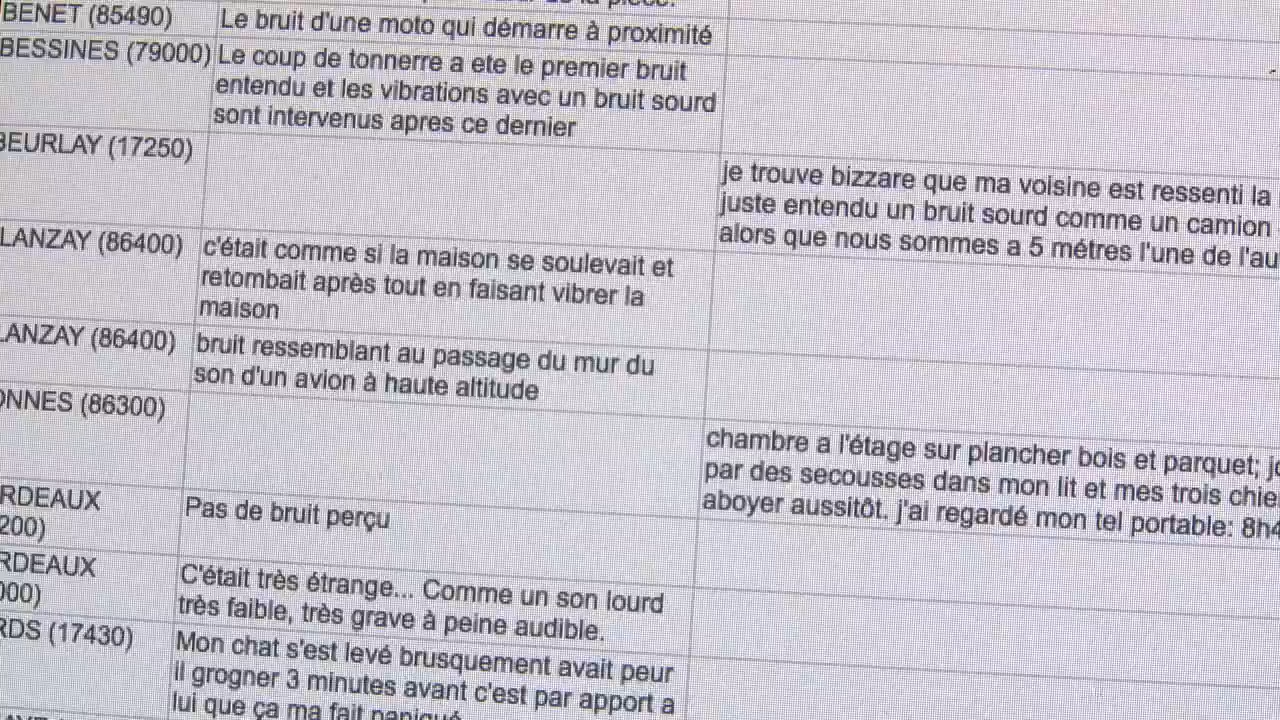 BENET (85490)
Le bruit d'une moto qui démarre à proximité
BESSINES (79000)
Le coup de tonnerre a ete le premier bruit
entendu et les vibrations avec un bruit sourd
sont intervenus apres ce dernier
BEURLAY (17250)
je trouve bizzare que ma voisine est ressenti la
juste entendu un bruit sourd comme un camion
alors que nous sommes a 5 métres l'une de l'au
LANZAY (86400)
c'était comme si la maison se soulevait et
retombait après tout en faisant vibrer la
maison
LANZAY (86400)
bruit ressemblant au passage du mur du
son d'un avion à haute altitude
ONNES (86300)
chambre a l'étage sur plancher bois et parquet; j
par des secousses dans mon lit et mes trois chie
aboyer aussitôt. j'ai regardé mon tel portable: 8h4
RDEAUX
200)
Pas de bruit perçu
RDEAUX
000)
C'était très étrange... Comme un son lourd
très faible, très grave à peine audible.
RDS (17430)
Mon chat s'est levé brusquement avait peur
il grogner 3 minutes avant c'est par apport a
lui que ça ma fait paniqué